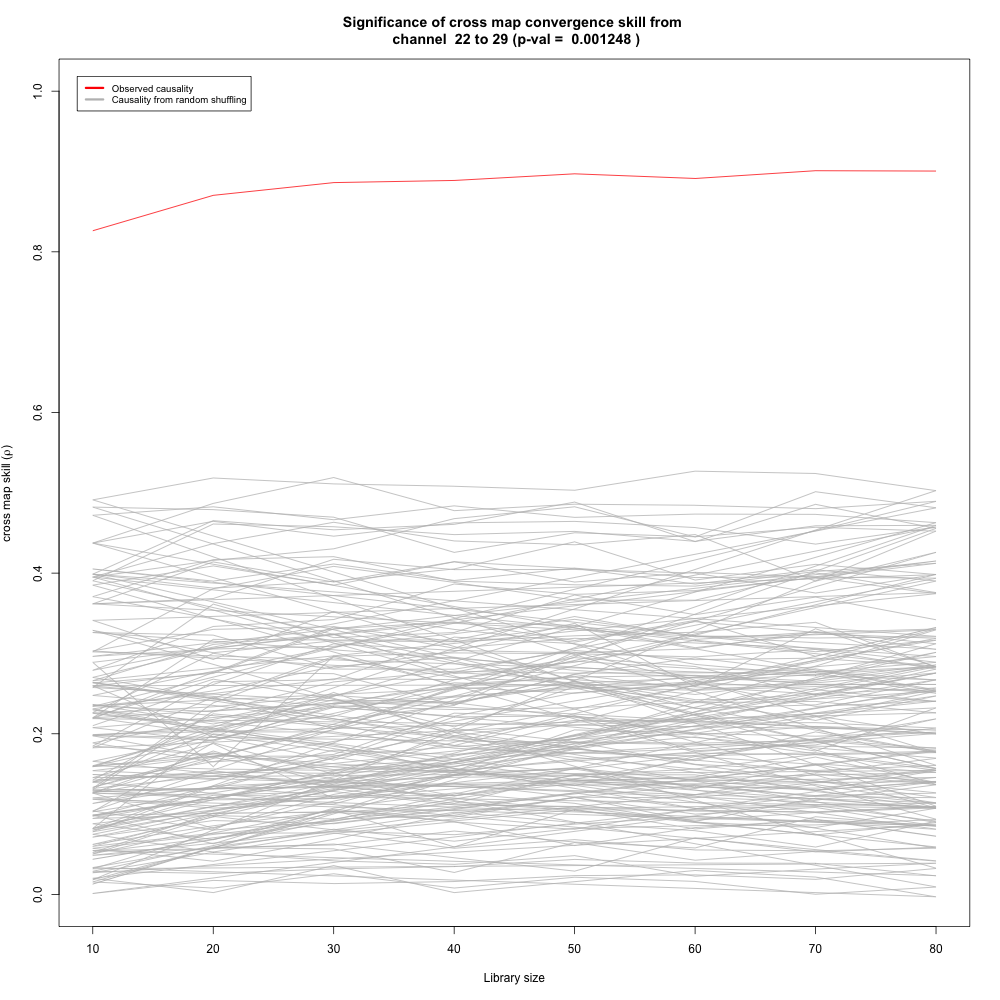 Significance of cross map convergence skill from
channel  22 to 29 (p-val =  0.001248 )
Observed causality
Causality from random shuffling
1.0
0.8
0.6
0.4
0.2
0.0
cross map skill (ρ)
10 20 30 40 50 60 70 80
Library size